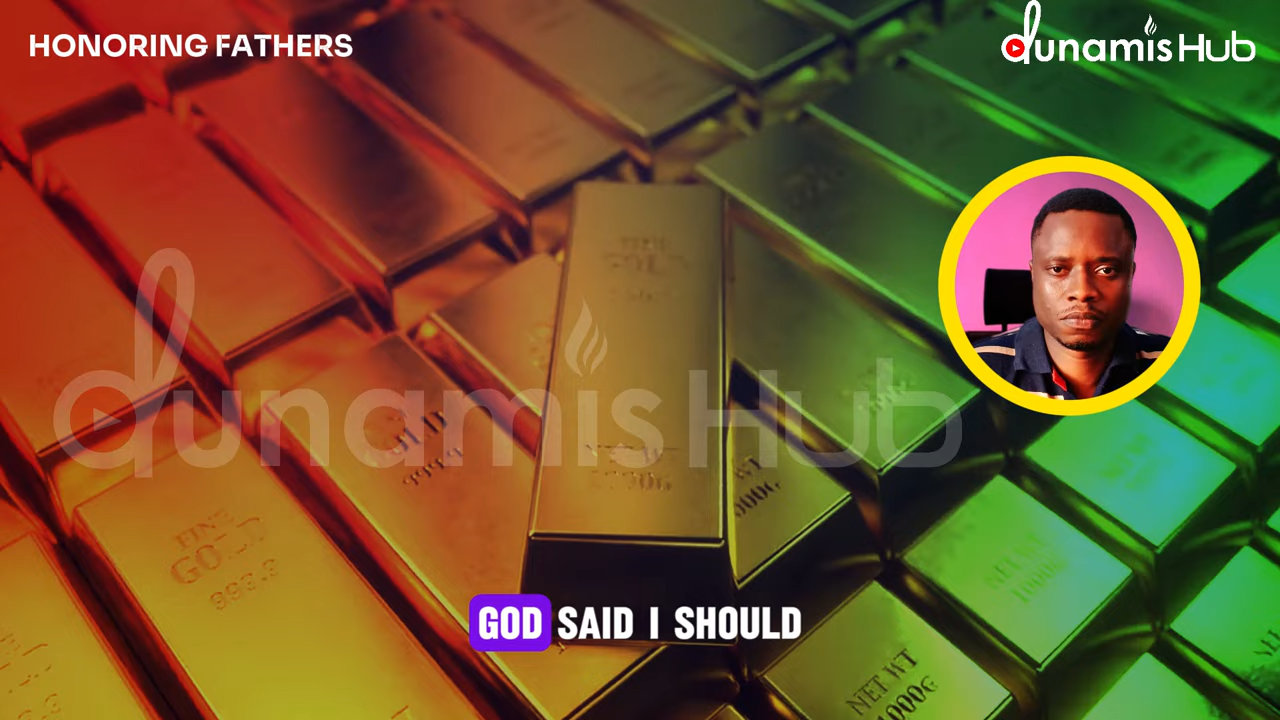 HONORING FATHERS
dunamis Hub
dunamis Hub
FINE
GOLD
NET WT
1000G
GOD SAID I SHOULD